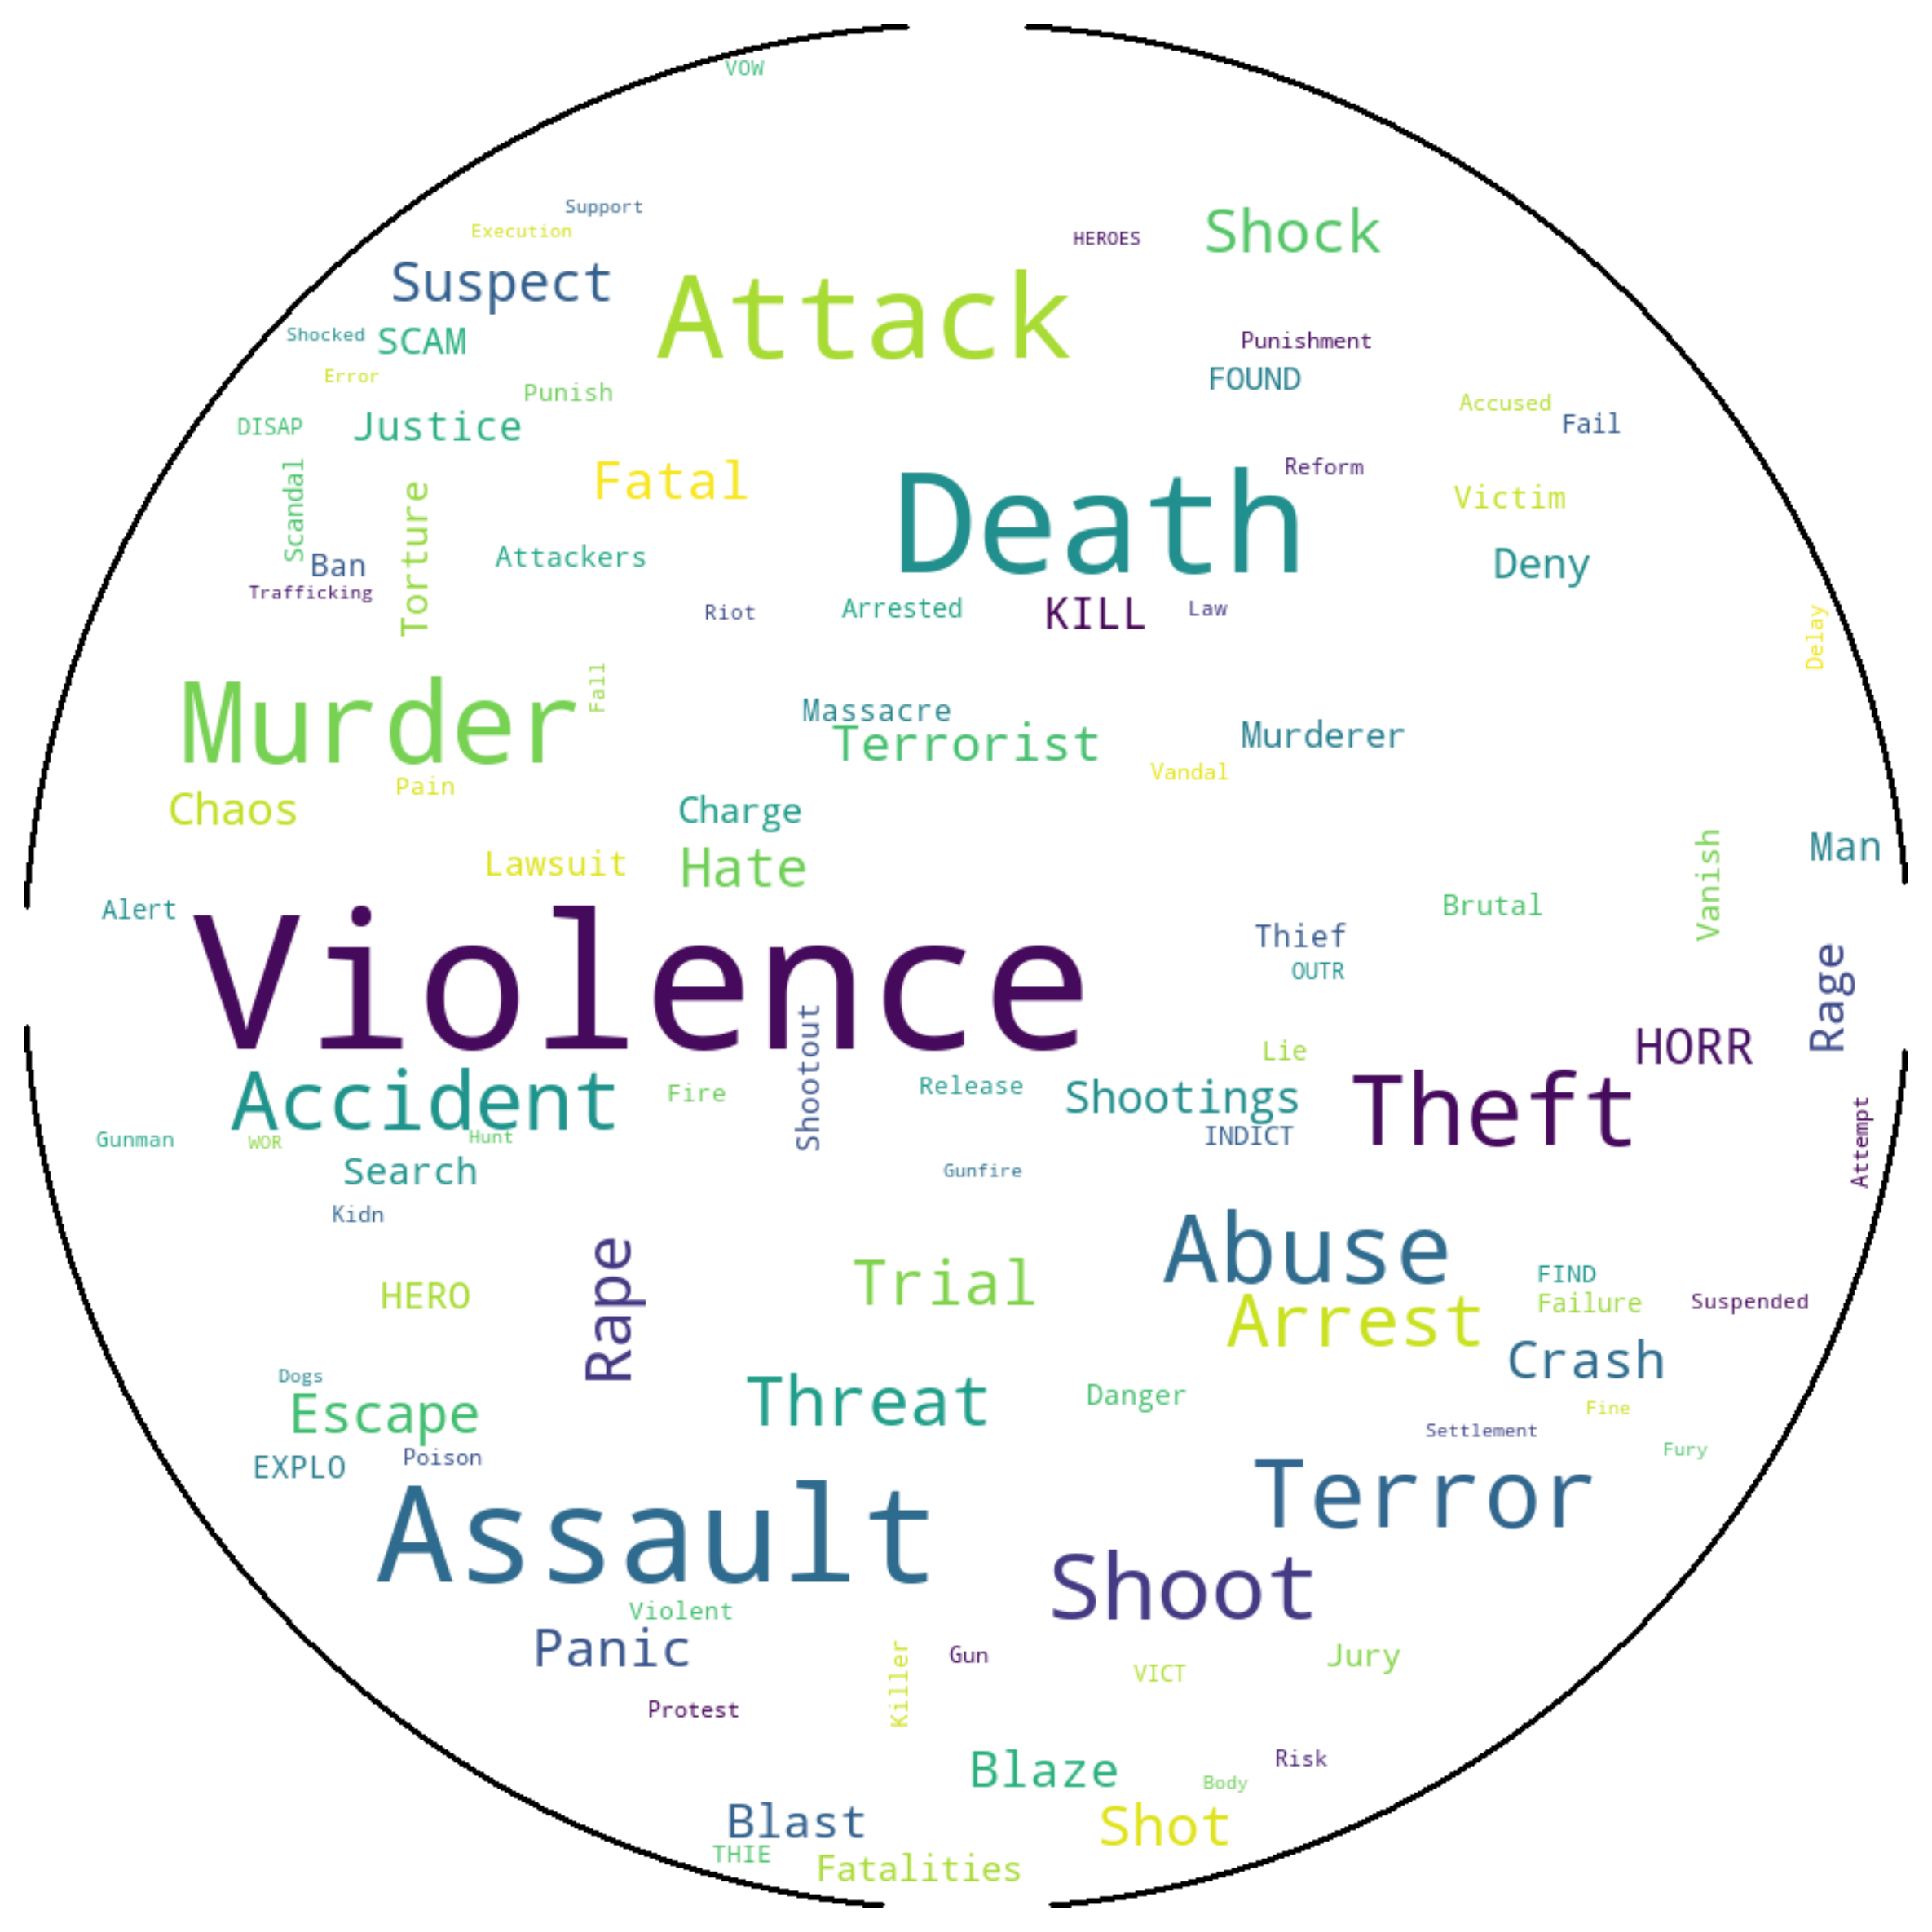 VOW
Support
Execution
HEROES
Shock
Suspect
Attack
Shocked
SCAM
Punishment
Error
FOUND
Punish
Accused
DISAP
Justice
Fail
Reform
Fatal
Victim
Scandal
Death
Torture
Attackers
Ban
Deny
Trafficking
Riot
Arrested
KILL
Law
Delay
Fall
Murder
Massacre
Terrorist
Murderer
Vandal
Pain
Chaos
Charge
Man
Lawsuit
Hate
Vanish
Alert
Brutal
Thief
OUTR
Violence
Rage
HORR
Lie
Shootout
Accident
Fire
Release
Shootings
Theft
Gunman
WOR
Hunt
INDICT
Attempt
Search
Gunfire
Kidn
Abuse
Rape
Trial
HERO
FIND
Failure
Suspended
Arrest
Crash
Dogs
Threat
Danger
Escape
Fine
Settlement
Fury
EXPLO
Poison
Terror
Assault
Shoot
Violent
Panic
Killer
Gun
VICT
Jury
Protest
Blaze
Risk
Body
Blast
Shot
THIE
Fatalities